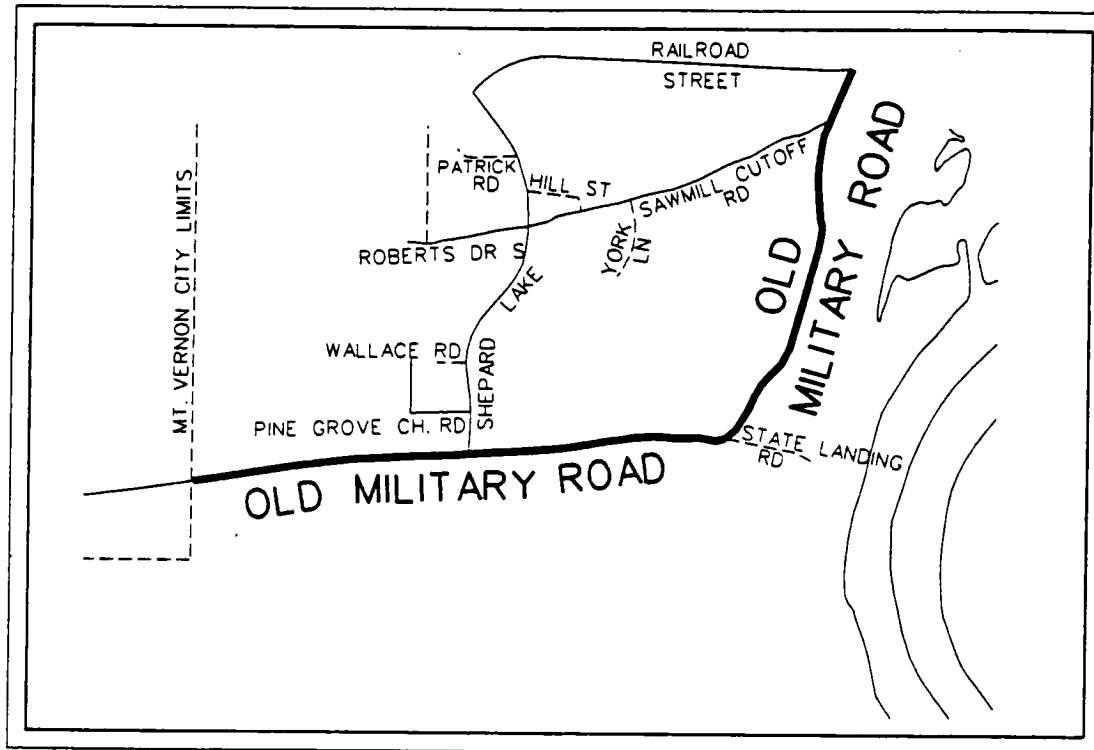 RAILROAD
STREET
PATRICK
RD
HILL ST
SAWMILL CUTOFF
RD
YORK
LN
ROBERTS DR S
MT. VERNON CITY LIMITS
OLD
MILITARY ROAD
SHEPARD LAKE
WALLACE RD
PINE GROVE CH. RD
STATE LANDING
RD
OLD MILITARY ROAD